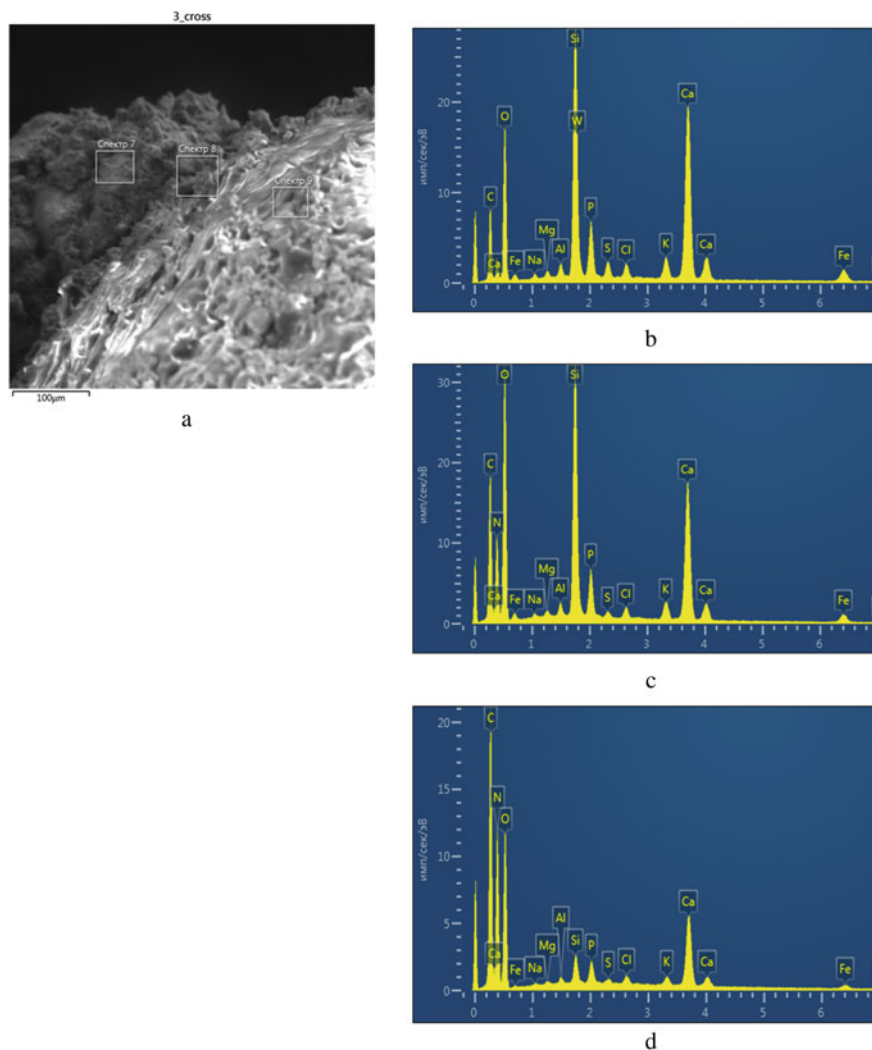 3_cross
Спектр 7
Спектр 8
Спектр 9
100µm
a
имп/сек/эВ
20
10
0
C
Ca
O
Fe
Na
Mg
Al
Si
W
P
S
Cl
K
Ca
Ca
Fe
0 1 2 3 4 5 6
b
имп/сек/эВ
30
20
10
0
C
Ca
N
O
Fe
Na
Mg
Al
Si
P
S
Cl
K
Ca
Ca
Fe
0 1 2 3 4 5 6
c
имп/сек/эВ
20
15
10
5
0
C
Ca
N
O
Fe
Na
Mg
Al
Si
P
S
Cl
K
Ca
Ca
Fe
0 1 2 3 4 5 6
d